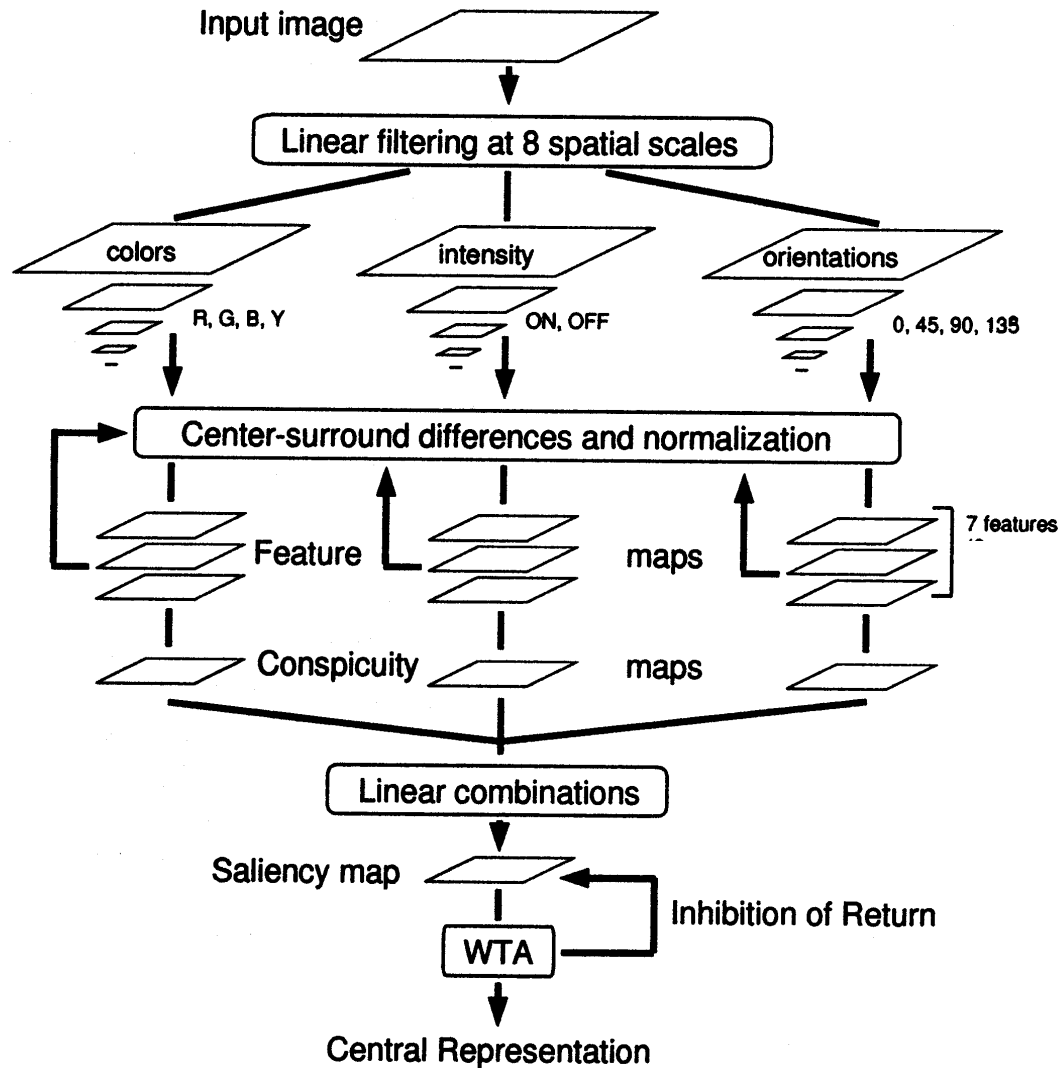 Input image
Linear filtering at 8 spatial scales
colors
intensity
orientations
R, G, B, Y
ON, OFF
0, 45, 90, 135
Center-surround differences and normalization
7 features
Feature
maps
Conspicuity
maps
Linear combinations
Saliency map
Inhibition of Return
WTA
Central Representation